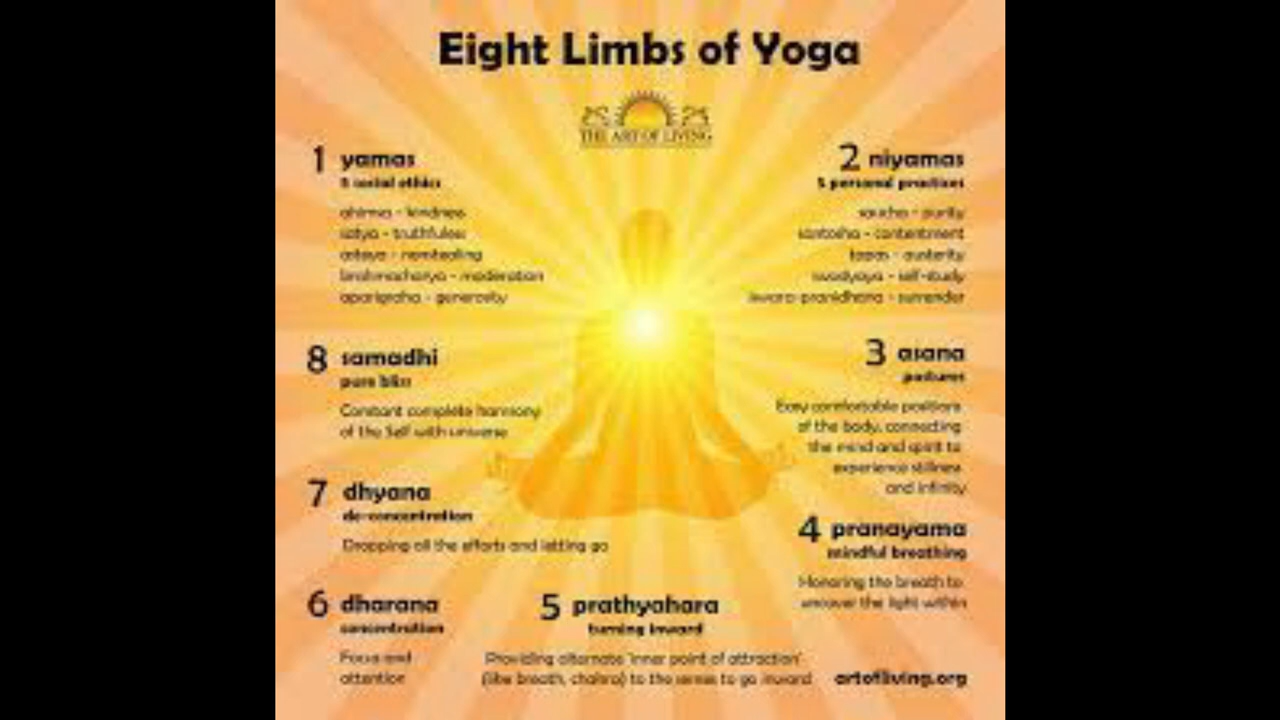 Eight Limbs of Yoga
THE ART OF LIVING
1 yamas
5 social ethics
ahimsa - kindness
satya - truthfulness
asteya - nonstealing
brahmacharya - moderation
aparigraha - generosity
2 niyamas
5 personal practices
saucha - purity
santosha - contentment
tapas - austerity
swadyaya - self-study
iswara pranidhana - surrender
3 asana
postures
Easy comfortable positions
of the body, connecting
the mind and spirit to
experience stillness
and infinity
4 pranayama
mindful breathing
Honoring the breath to
uncover the light within
5 prathyahara
turning inward
Providing alternate 'inner point of attraction'
(like breath, chakra) to the senses to go inward
6 dharana
concentration
Focus and
attention
7 dhyana
de-concentration
Dropping all the efforts and letting go
8 samadhi
pure bliss
Constant complete harmony
of the Self with universe
artofliving.org